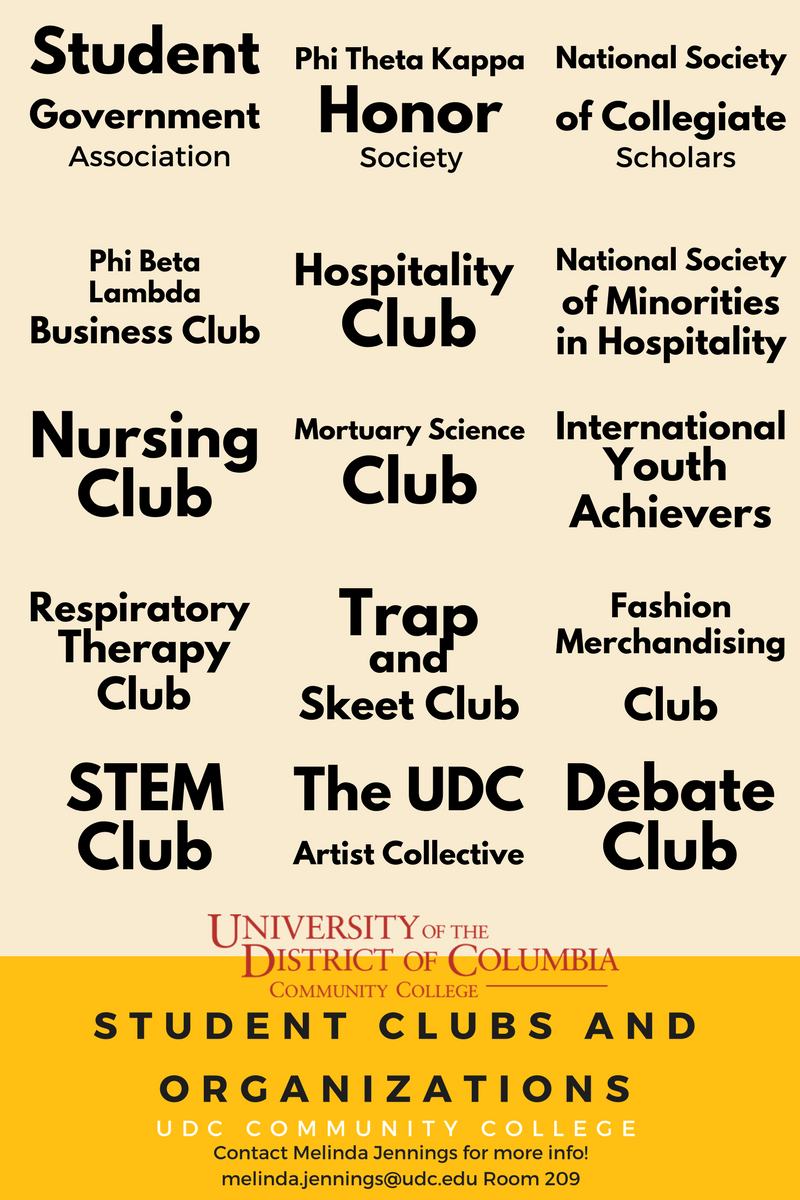 Student
Government
Association
Phi Theta Kappa
Honor
Society
National Society
of Collegiate
Scholars
Phi Beta
Lambda
Business Club
Hospitality
Club
National Society
of Minorities
in Hospitality
Nursing
Club
Mortuary Science
Club
International
Youth
Achievers
Respiratory
Therapy
Club
Trap
and
Skeet Club
Fashion
Merchandising
Club
STEM
Club
The UDC
Artist Collective
Debate
Club
UNIVERSITY OF THE
DISTRICT OF COLUMBIA
COMMUNITY COLLEGE
STUDENT CLUBS AND
ORGANIZATIONS
UDC COMMUNITY COLLEGE
Contact Melinda Jennings for more info!
melinda.jennings@udc.edu Room 209